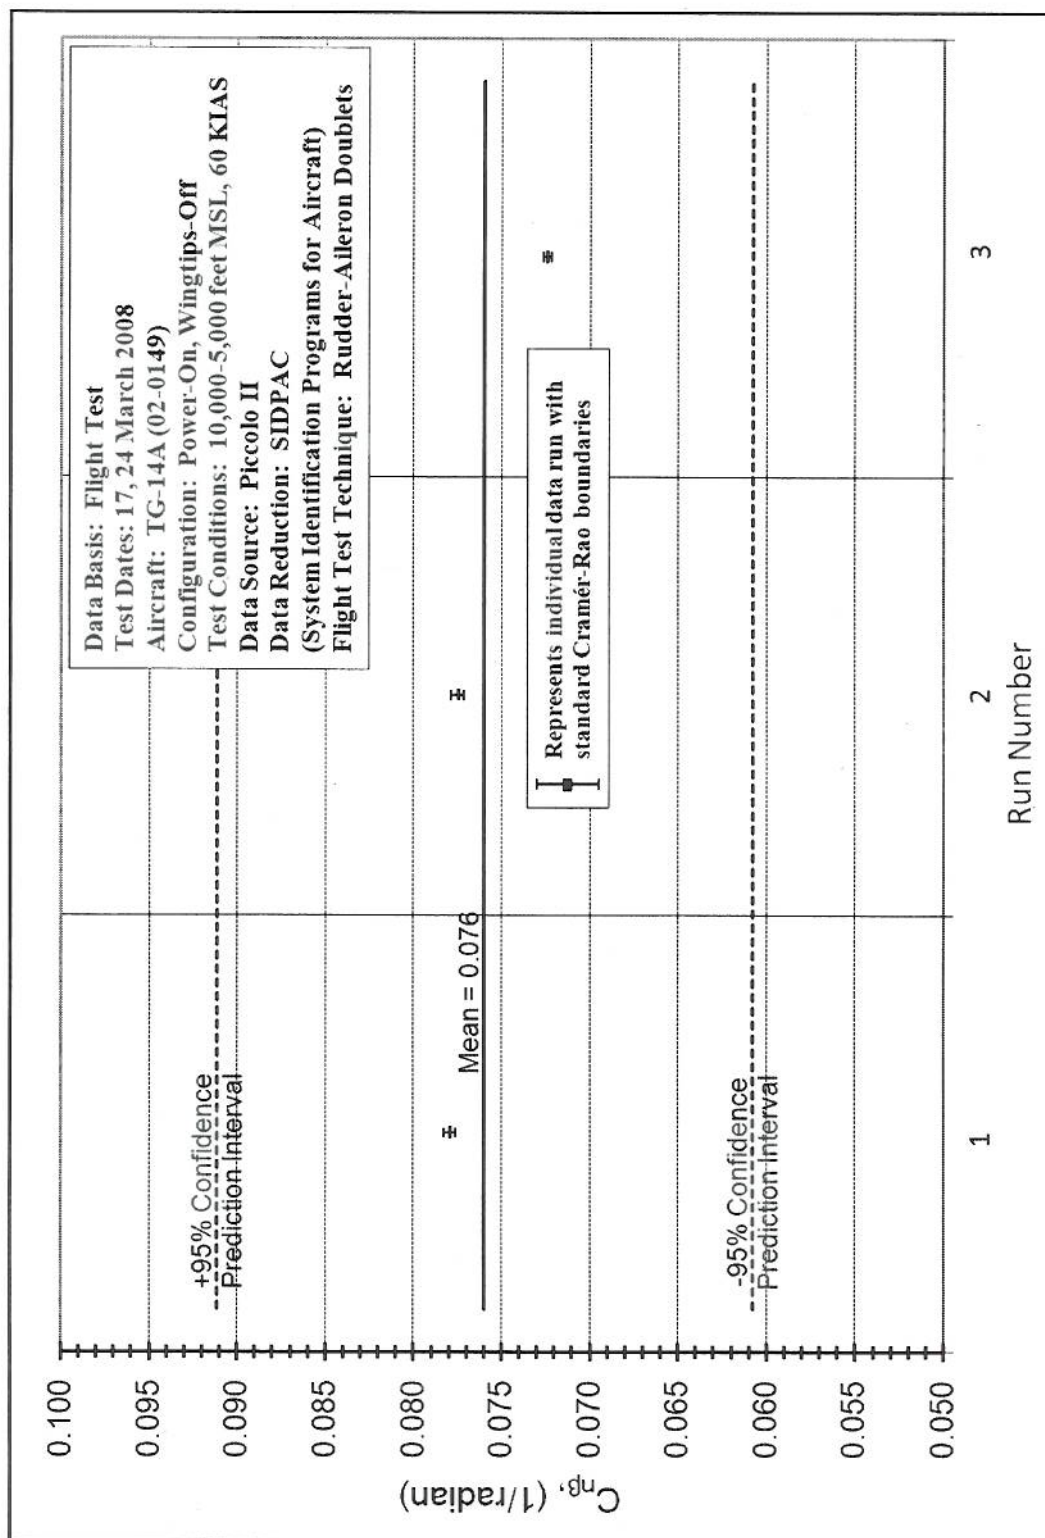 Data Basis: Flight Test
Test Dates: 17, 24 March 2008
Aircraft: TG-14A (02-0149)
Configuration: Power-On, Wingtips-Off
Test Conditions: 10,000-5,000 feet MSL, 60 KIAS
Data Source: Piccolo II
Data Reduction: SIDPAC
(System Identification Programs for Aircraft)
Flight Test Technique: Rudder-Aileron Doublets
+95% Confidence
Prediction Interval
Mean = 0.076
Represents individual data run with
standard Cramér-Rao boundaries
-95% Confidence
Prediction Interval
0.100
0.095
0.090
0.085
0.080
0.075
0.070
0.065
0.060
0.055
0.050
Cnβ, (1/radian)
1
2
3
Run Number